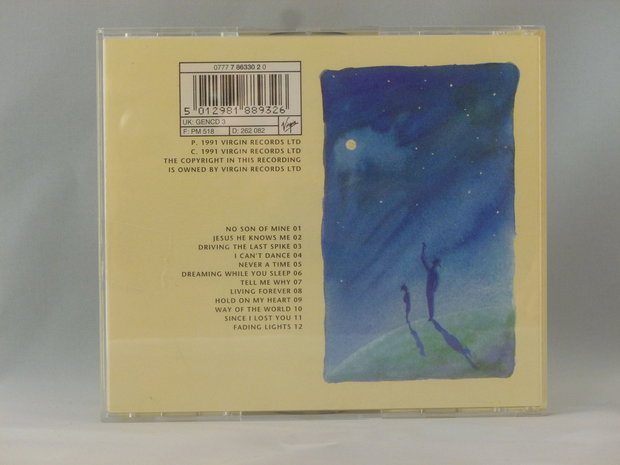 0777 7 86330 2 0
5 012981 889326
UK: GENCD 3
F: PM 518 D: 262 082
Virgin
P. 1991 VIRGIN RECORDS LTD
C. 1991 VIRGIN RECORDS LTD
THE COPYRIGHT IN THIS RECORDING
IS OWNED BY VIRGIN RECORDS LTD
NO SON OF MINE 01
JESUS HE KNOWS ME 02
DRIVING THE LAST SPIKE 03
I CAN'T DANCE 04
NEVER A TIME 05
DREAMING WHILE YOU SLEEP 06
TELL ME WHY 07
LIVING FOREVER 08
HOLD ON MY HEART 09
WAY OF THE WORLD 10
SINCE I LOST YOU 11
FADING LIGHTS 12